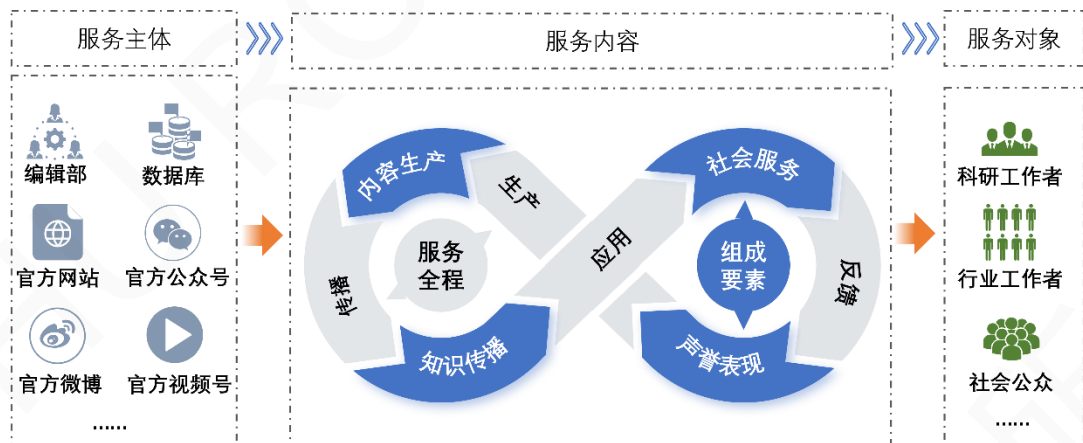 服务主体
服务内容
服务对象
编辑部
数据库
官方网站
官方公众号
官方微博
官方视频号
……
内容生产
生产
服务
全程
传播
知识传播
应用
社会服务
组成
要素
反馈
声誉表现
科研工作者
行业工作者
社会公众
……